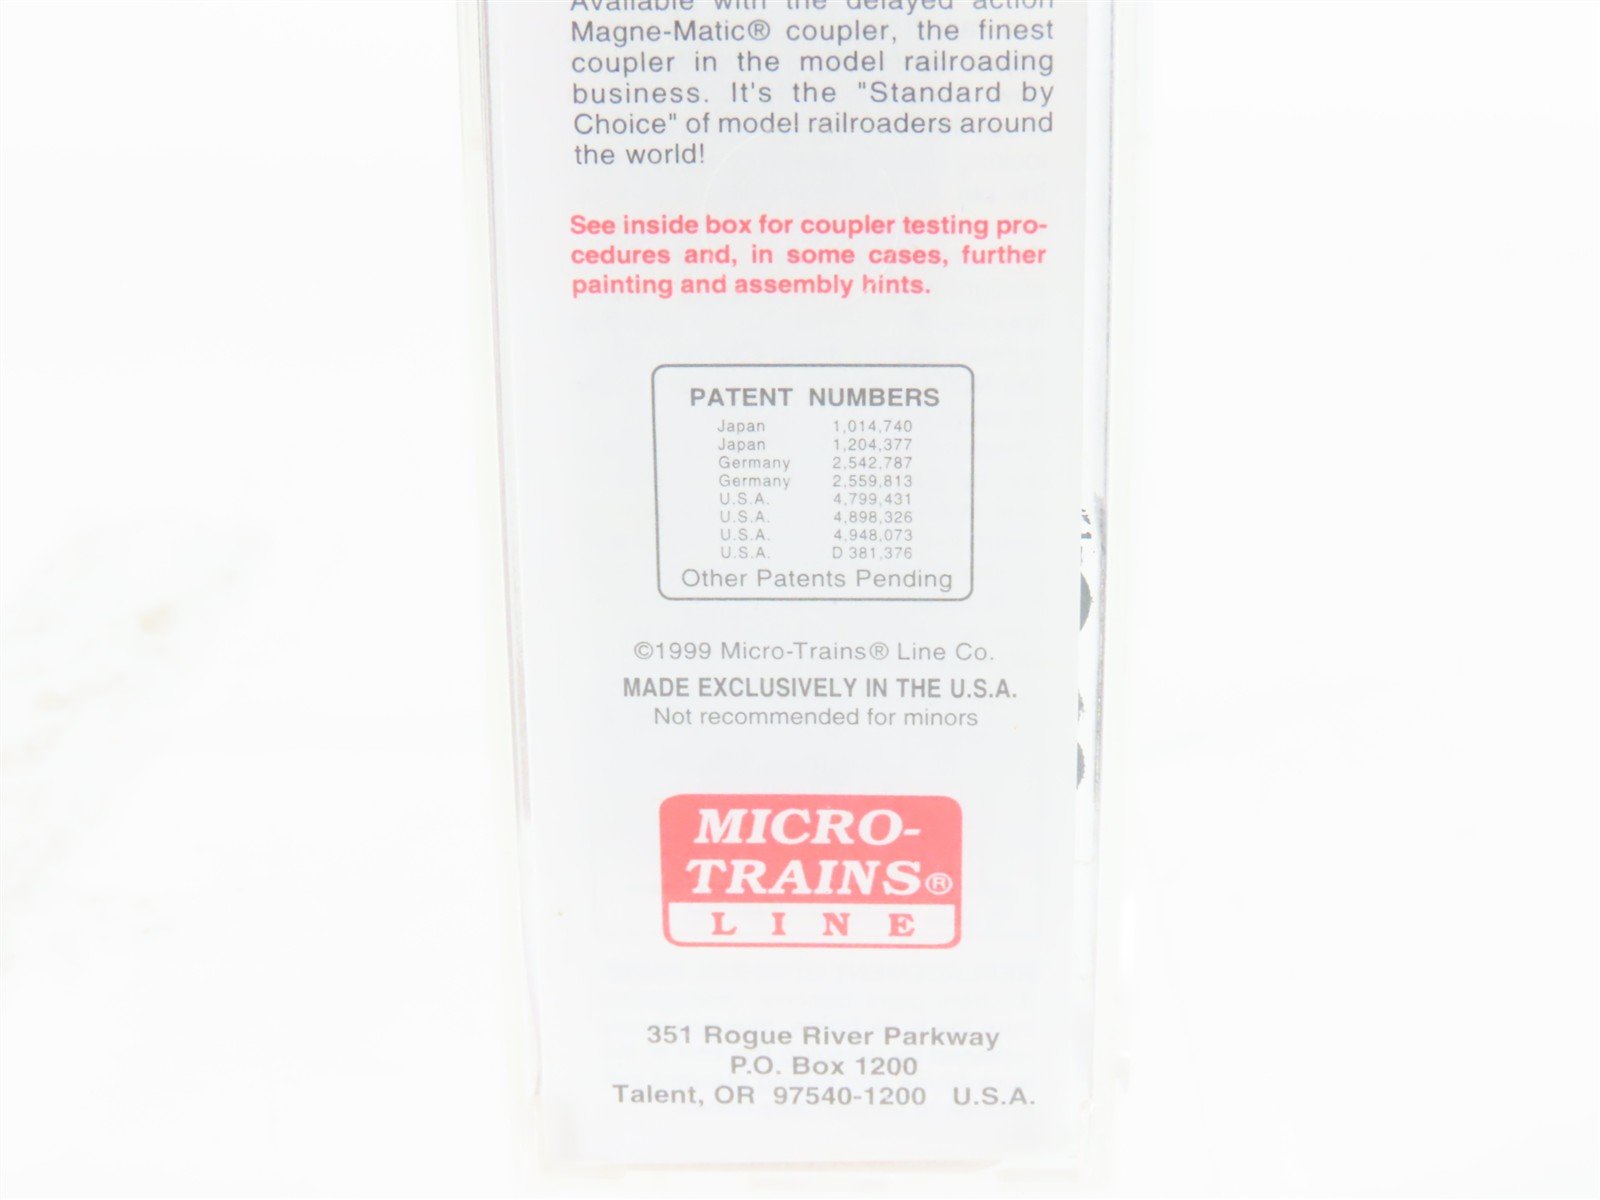 Available with the delayed action
Magne-Matic® coupler, the finest
coupler in the model railroading
business. It's the "Standard by
Choice" of model railroaders around
the world!
See inside box for coupler testing pro-
cedures and, in some cases, further
painting and assembly hints.
PATENT NUMBERS
Japan 1,014,740
Japan 1,204,377
Germany 2,542,787
Germany 2,559,813
U.S.A. 4,799,431
U.S.A. 4,898,326
U.S.A. 4,948,073
U.S.A. D 381,376
Other Patents Pending
©1999 Micro-Trains® Line Co.
MADE EXCLUSIVELY IN THE U.S.A.
Not recommended for minors
MICRO-
TRAINS®
LINE
351 Rogue River Parkway
P.O. Box 1200
Talent, OR 97540-1200 U.S.A.